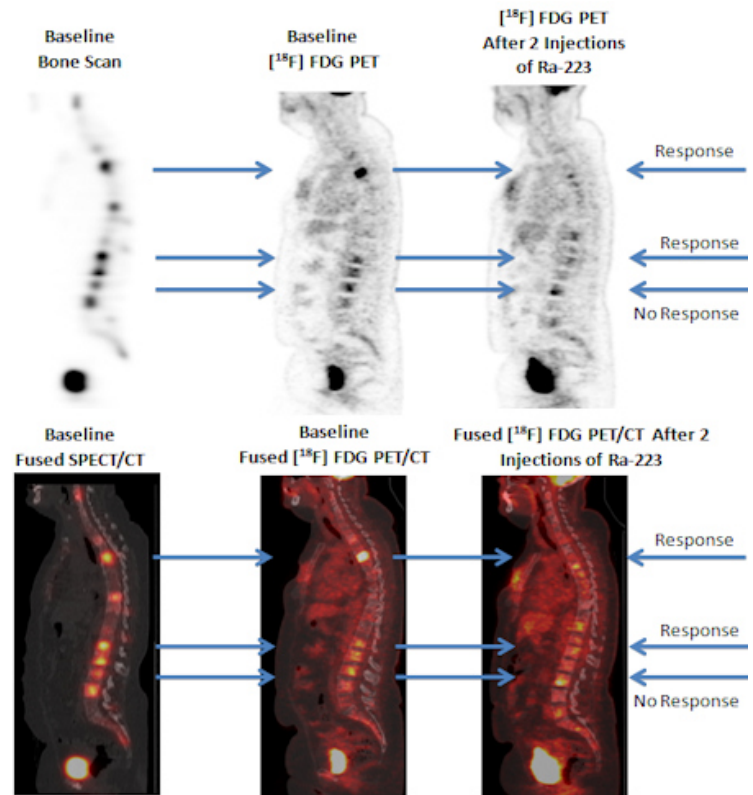 Baseline
Bone Scan
Baseline
[¹⁸F] FDG PET
[¹⁸F] FDG PET
After 2 Injections
of Ra-223
Response
Response
No Response
Baseline
Fused SPECT/CT
Baseline
Fused [¹⁸F] FDG PET/CT
Fused [¹⁸F] FDG PET/CT After 2
Injections of Ra-223
Response
Response
No Response